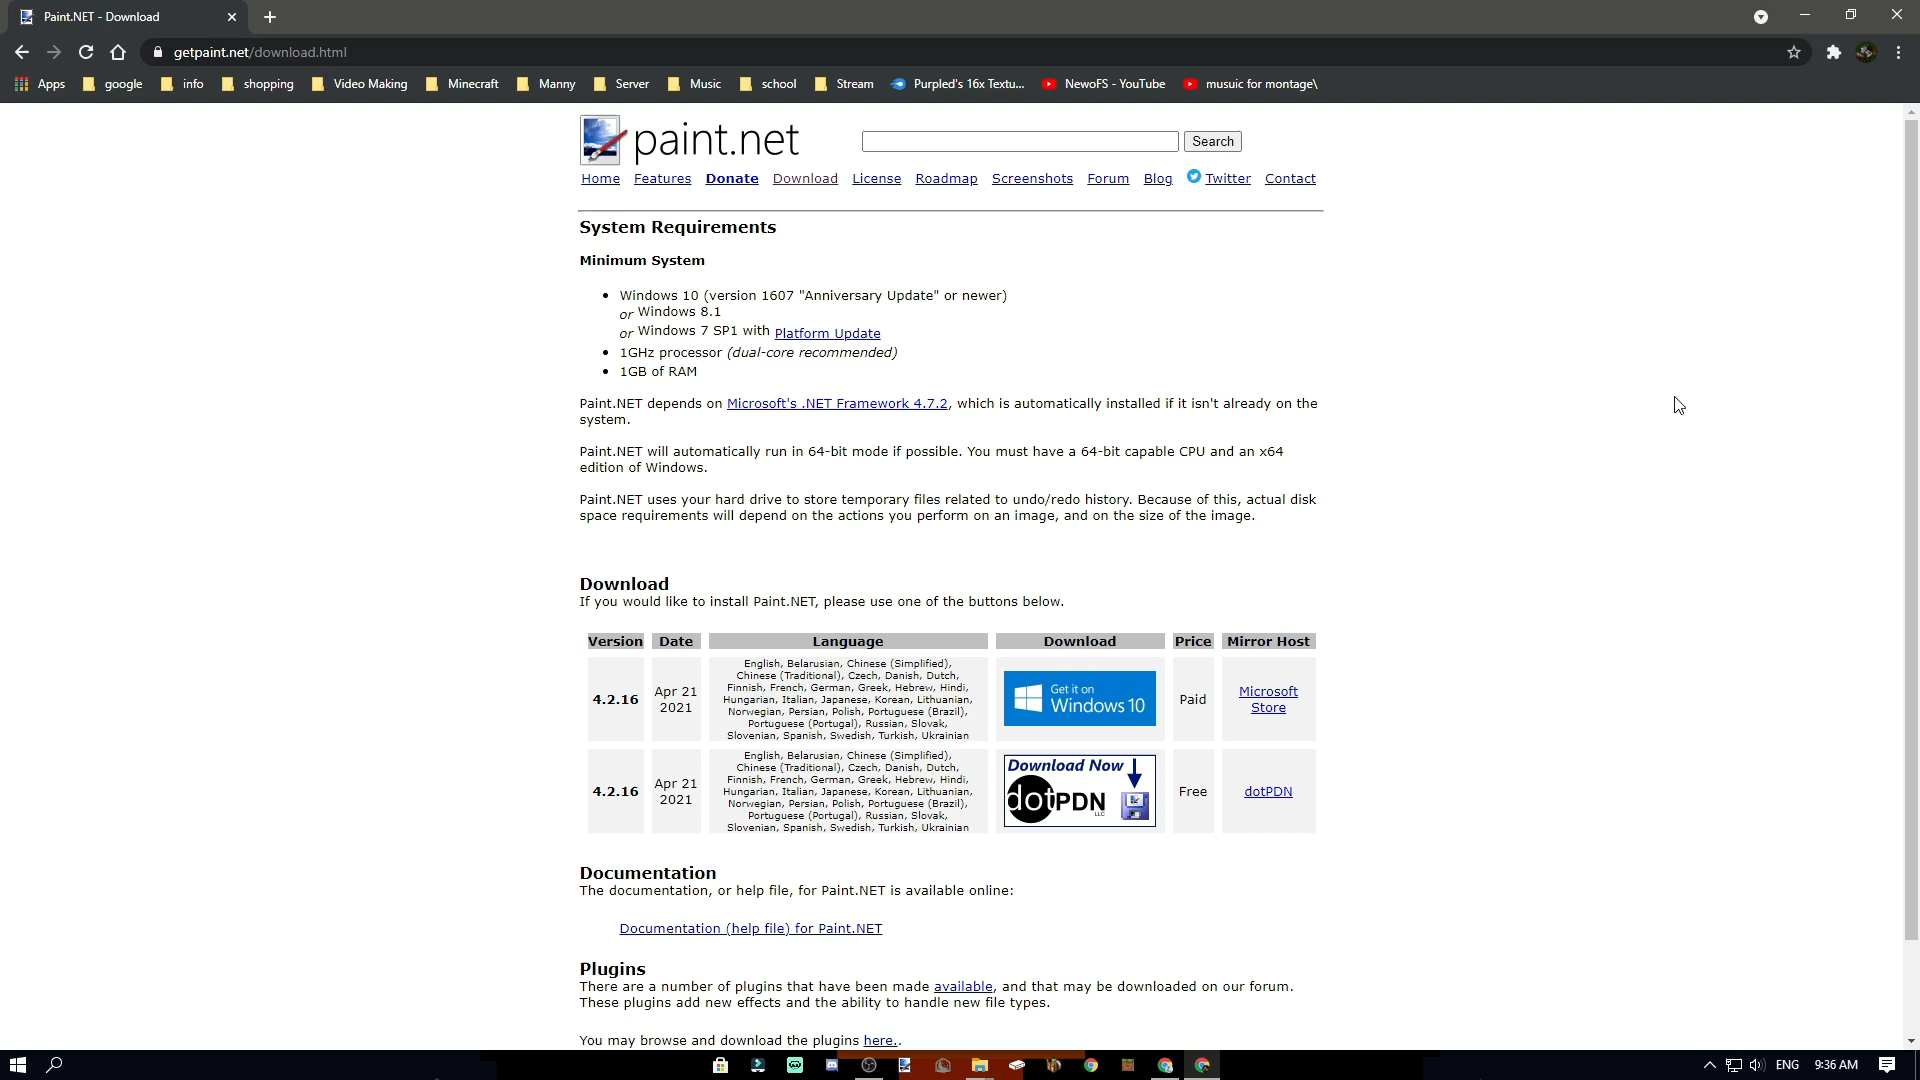 Paint.NET - Download
getpaint.net/download.html
Apps google info shopping Video Making Minecraft Manny Server Music school Stream Purpled's 16x Textu... NewoFS - YouTube musuic for montage\
paint.net
Search
Home Features Donate Download License Roadmap Screenshots Forum Blog Twitter Contact
System Requirements
Minimum System
• Windows 10 (version 1607 "Anniversary Update" or newer)
or Windows 8.1
or Windows 7 SP1 with Platform Update
• 1GHz processor (dual-core recommended)
• 1GB of RAM
Paint.NET depends on Microsoft's .NET Framework 4.7.2, which is automatically installed if it isn't already on the
system.
Paint.NET will automatically run in 64-bit mode if possible. You must have a 64-bit capable CPU and an x64
edition of Windows.
Paint.NET uses your hard drive to store temporary files related to undo/redo history. Because of this, actual disk
space requirements will depend on the actions you perform on an image, and on the size of the image.
Download
If you would like to install Paint.NET, please use one of the buttons below.
Version Date Language Download Price Mirror Host
4.2.16
Apr 21
2021
English, Belarusian, Chinese (Simplified),
Chinese (Traditional), Czech, Danish, Dutch,
Finnish, French, German, Greek, Hebrew, Hindi,
Hungarian, Italian, Japanese, Korean, Lithuanian,
Norwegian, Persian, Polish, Portuguese (Brazil),
Portuguese (Portugal), Russian, Slovak,
Slovenian, Spanish, Swedish, Turkish, Ukrainian
Get it on
Windows 10
Paid
Microsoft
Store
4.2.16
Apr 21
2021
English, Belarusian, Chinese (Simplified),
Chinese (Traditional), Czech, Danish, Dutch,
Finnish, French, German, Greek, Hebrew, Hindi,
Hungarian, Italian, Japanese, Korean, Lithuanian,
Norwegian, Persian, Polish, Portuguese (Brazil),
Portuguese (Portugal), Russian, Slovak,
Slovenian, Spanish, Swedish, Turkish, Ukrainian
Download Now
dotPDN
LLC
Free
dotPDN
Documentation
The documentation, or help file, for Paint.NET is available online:
Documentation (help file) for Paint.NET
Plugins
There are a number of plugins that have been made available, and that may be downloaded on our forum.
These plugins add new effects and the ability to handle new file types.
You may browse and download the plugins here..
ENG 9:36 AM